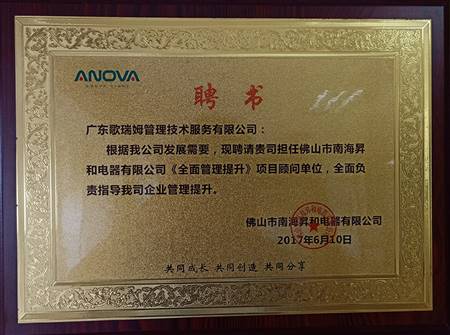 ANOVA
聘 书
广东歌瑞姆管理技术服务有限公司：
根据我公司发展需要，现聘请贵司担任佛山市南海昇
和电器有限公司《全面管理提升》项目顾问单位，全面负
责指导我司企业管理提升。
佛山市南海昇和电器有限公司
2017年6月10日
共同成长 共同创造 共同分享